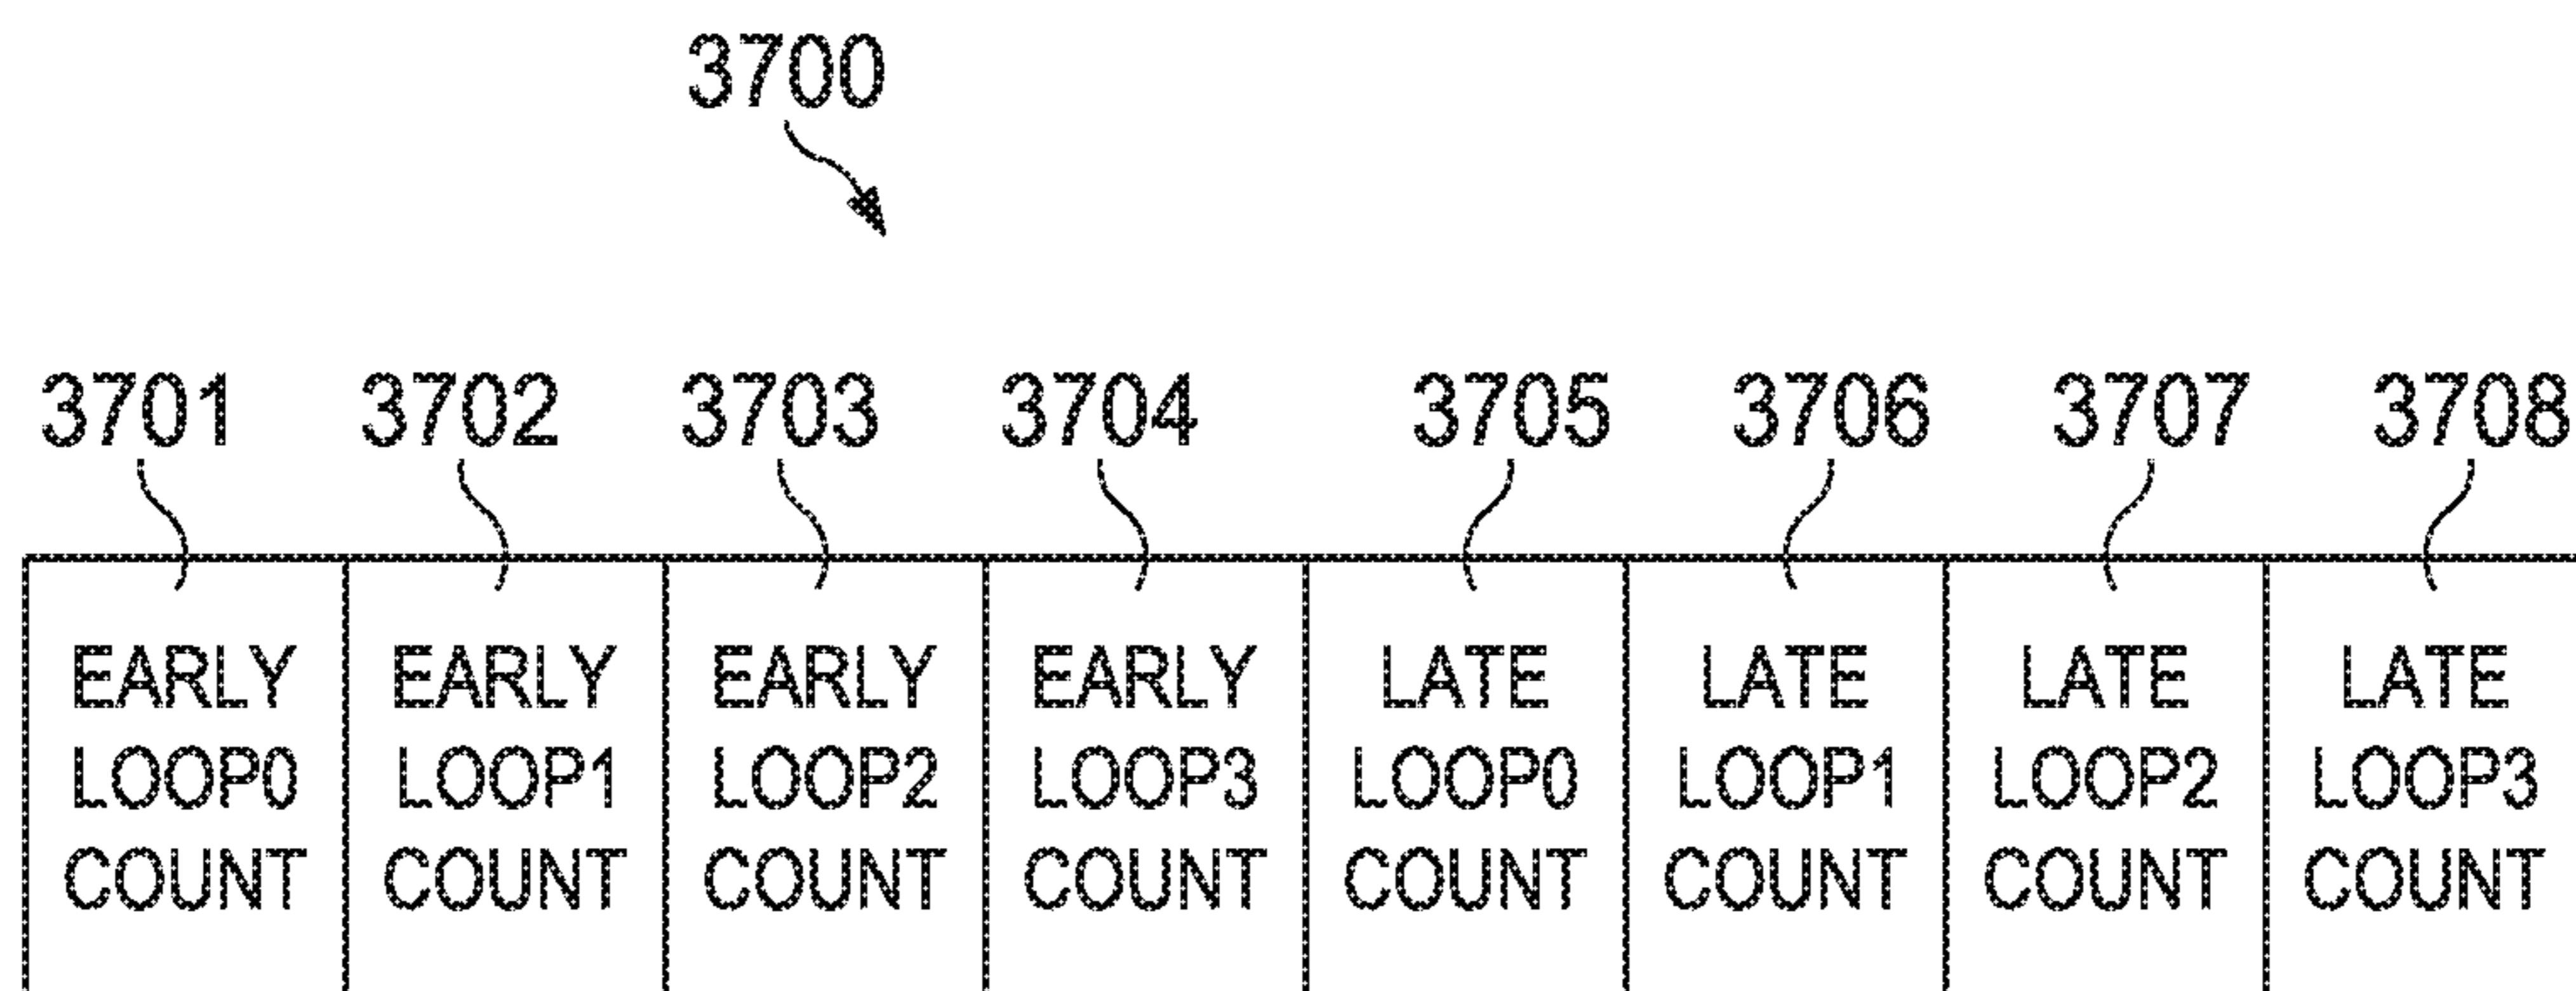 3700
3701 3702 3703 3704 3705 3706 3707 3708
EARLY EARLY EARLY EARLY LATE LATE LATE LATE
LOOP0 LOOP1 LOOP2 LOOP3 LOOP0 LOOP1 LOOP2 LOOP3
COUNT COUNT COUNT COUNT COUNT COUNT COUNT COUNT